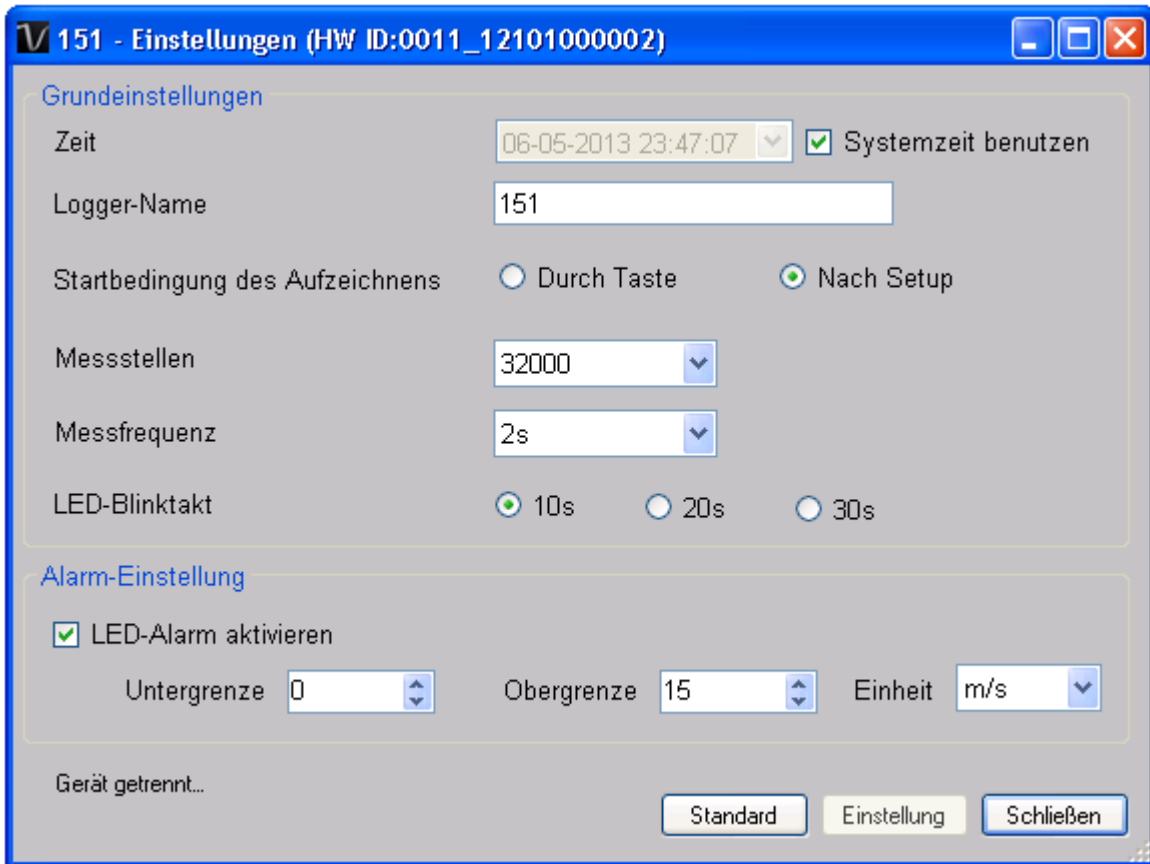 151 - Einstellungen (HW ID:0011_12101000002)
Grundeinstellungen
Zeit 06-05-2013 23:47:07 Systemzeit benutzen
Logger-Name 151
Startbedingung des Aufzeichnens Durch Taste Nach Setup
Messstellen 32000
Messfrequenz 2s
LED-Blinktakt 10s 20s 30s
Alarm-Einstellung
LED-Alarm aktivieren
Untergrenze 0 Obergrenze 15 Einheit m/s
Gerät getrennt...
Standard Einstellung Schließen